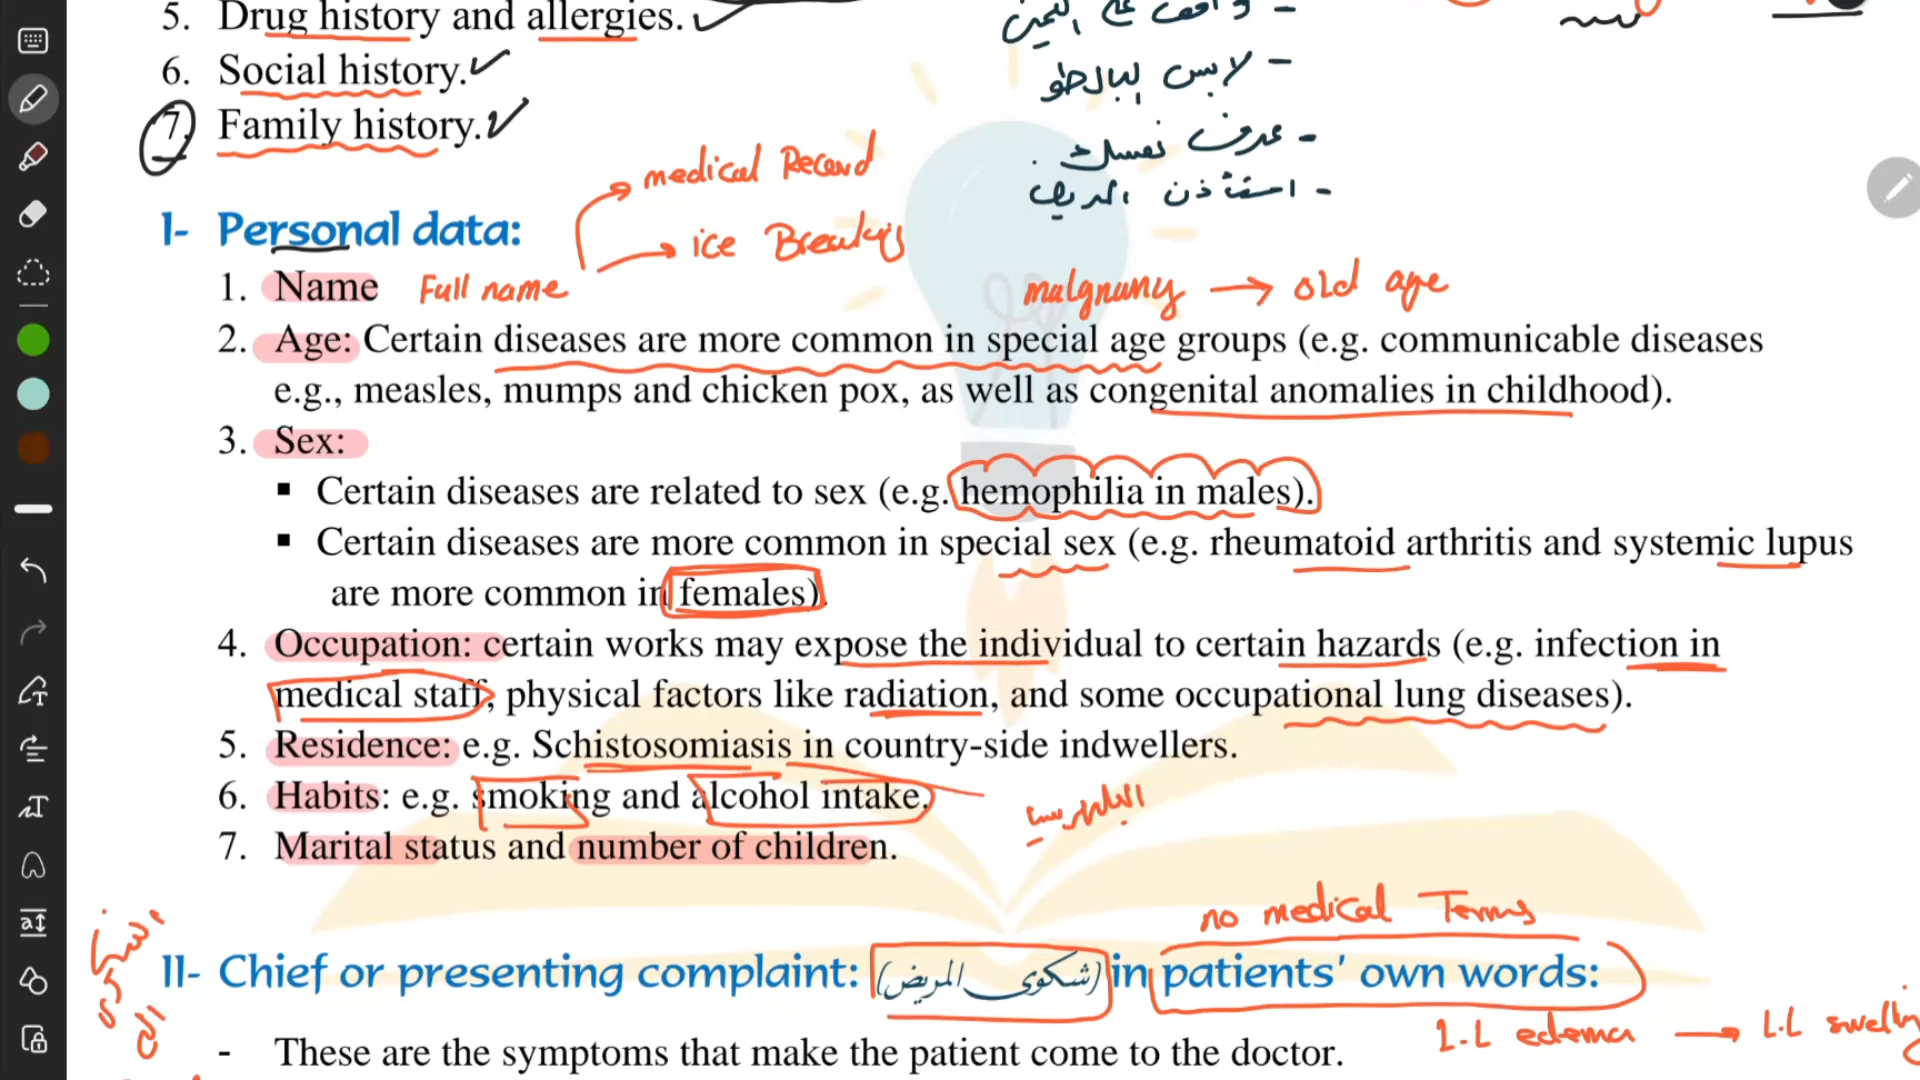 5. Drug history and allergies.
- لابس البالطو
6. Social history.
- عرف نفسك
7. Family history.
medical Record
- استأذن المريض
I- Personal data:
ice Breaking
1. Name Full name
malgnany → old age
2. Age: Certain diseases are more common in special age groups (e.g. communicable diseases
e.g., measles, mumps and chicken pox, as well as congenital anomalies in childhood).
3. Sex:
▪ Certain diseases are related to sex (e.g. hemophilia in males).
▪ Certain diseases are more common in special sex (e.g. rheumatoid arthritis and systemic lupus
are more common in females).
4. Occupation: certain works may expose the individual to certain hazards (e.g. infection in
medical staff, physical factors like radiation, and some occupational lung diseases).
5. Residence: e.g. Schistosomiasis in country-side indwellers.
6. Habits: e.g. smoking and alcohol intake.
البلهارسيا
7. Marital status and number of children.
no medical Terms
II- Chief or presenting complaint: (شكوى المريض) in patients' own words:
L.L edema → L.L swelling
- These are the symptoms that make the patient come to the doctor.